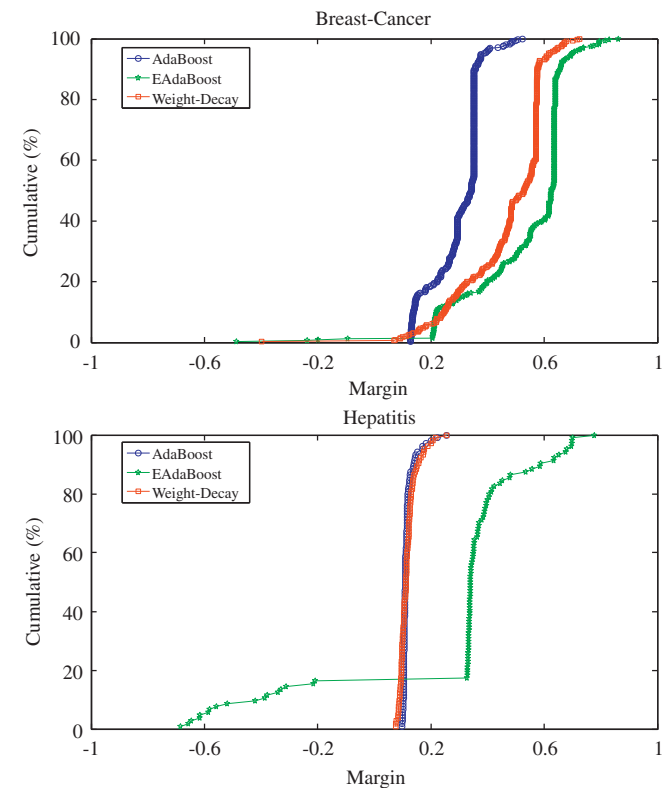 Breast-Cancer
100
80
60
40
20
0
Cumulative (%)
AdaBoost
EAdaBoost
Weight-Decay
-1
-0.6
-0.2
0.2
0.6
1
Margin
Hepatitis
100
80
60
40
20
0
Cumulative (%)
AdaBoost
EAdaBoost
Weight-Decay
-1
-0.6
-0.2
0.2
0.6
1
Margin